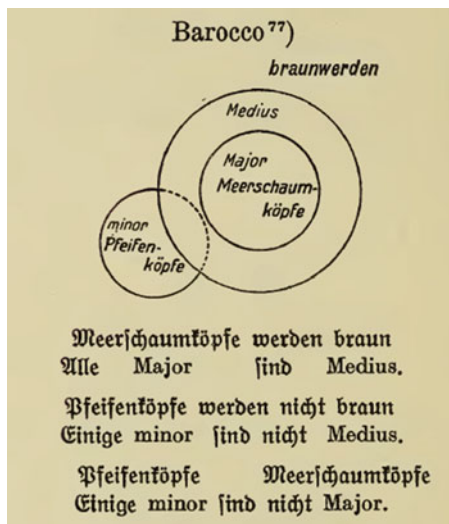 Barocco⁷⁷)
braunwerden
Medius
Major
Meerschaum-
köpfe
minor
Pfeifen-
köpfe
Meerschaumköpfe werden braun
Alle Major sind Medius.
Pfeifenköpfe werden nicht braun
Einige minor sind nicht Medius.
Pfeifenköpfe Meerschaumköpfe
Einige minor sind nicht Major.